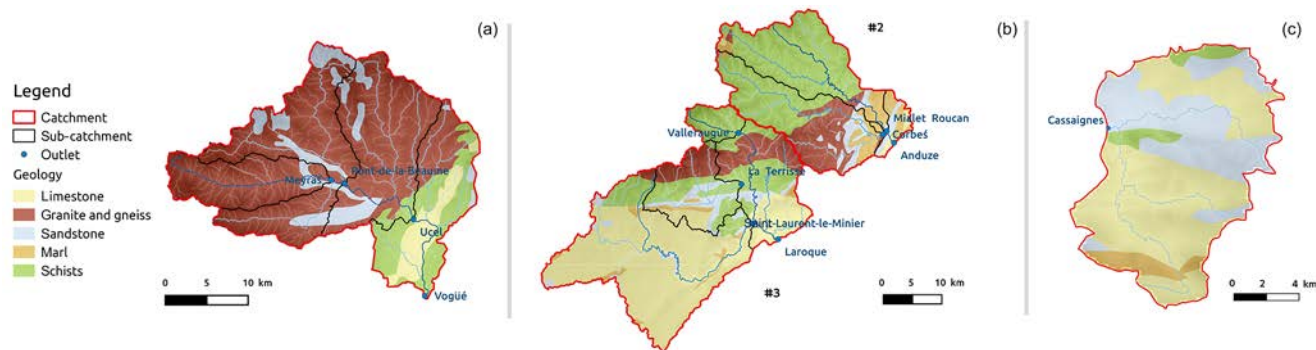 (a)
Legend
Catchment
Sub-catchment
Outlet
Geology
Limestone
Granite and gneiss
Sandstone
Marl
Schists
Meyras
Pont-de-la-Beaume
Ucel
Vogüé
0 5 10 km
(b)
#2
Valleraugue
Mialet Roucan
Corbeś
Anduze
La Terrisse
Saint-Laurent-le-Minier
Laroque
#3
0 5 10 km
(c)
Cassaignes
0 2 4 km